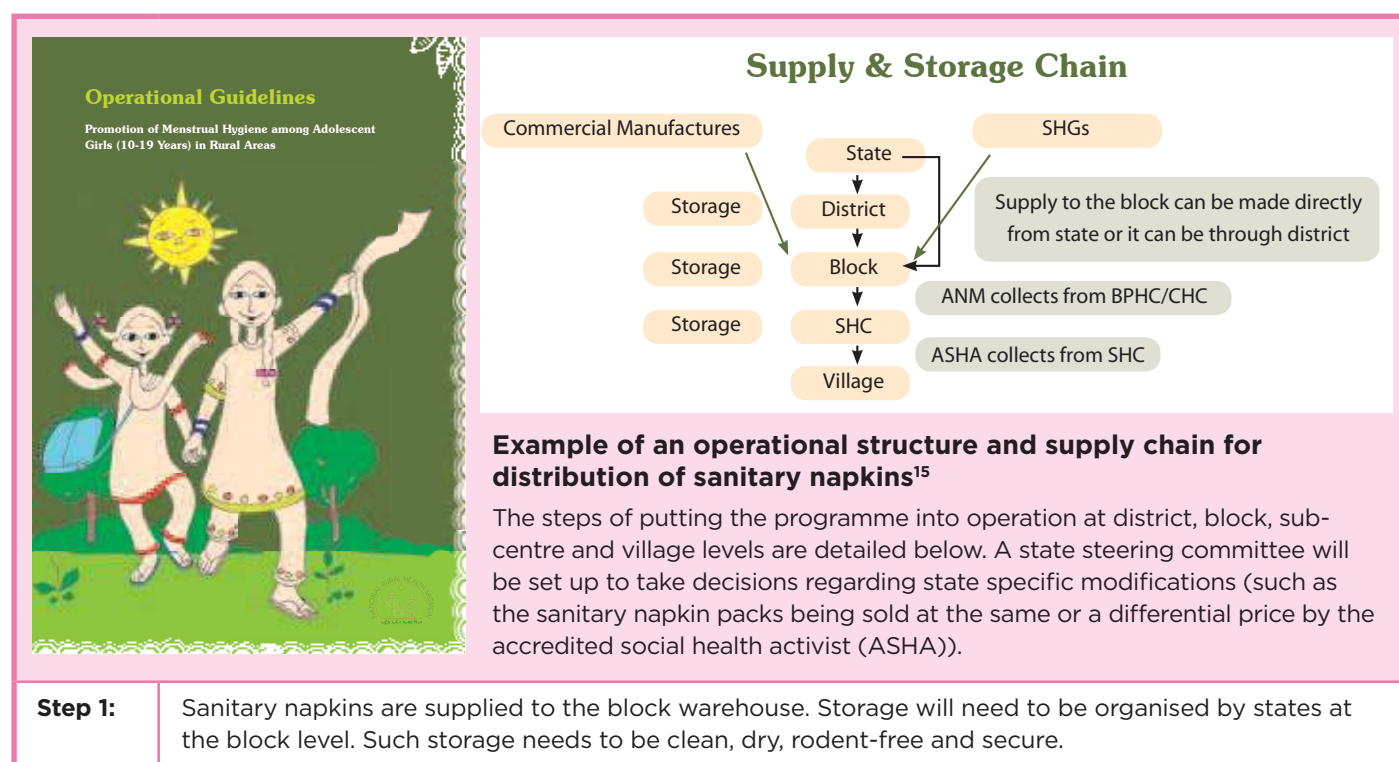 Operational Guidelines
Promotion of Menstrual Hygiene among Adolescent
Girls (10-19 Years) in Rural Areas
Supply & Storage Chain
Commercial Manufactures
SHGs
State
Storage
District
Supply to the block can be made directly
from state or it can be through district
Storage
Block
ANM collects from BPHC/CHC
Storage
SHC
ASHA collects from SHC
Village
Example of an operational structure and supply chain for
distribution of sanitary napkins15
The steps of putting the programme into operation at district, block, sub-
centre and village levels are detailed below. A state steering committee will
be set up to take decisions regarding state specific modifications (such as
the sanitary napkin packs being sold at the same or a differential price by the
accredited social health activist (ASHA)).
Step 1:
Sanitary napkins are supplied to the block warehouse. Storage will need to be organised by states at
the block level. Such storage needs to be clean, dry, rodent-free and secure.